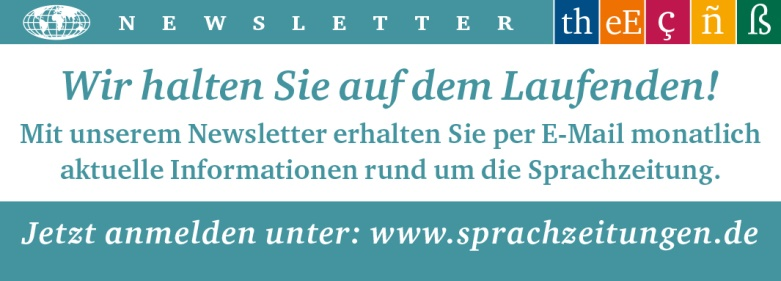 NEWSLETTER th eE ç ñ ß
Wir halten Sie auf dem Laufenden!
Mit unserem Newsletter erhalten Sie per E-Mail monatlich
aktuelle Informationen rund um die Sprachzeitung.
Jetzt anmelden unter: www.sprachzeitungen.de